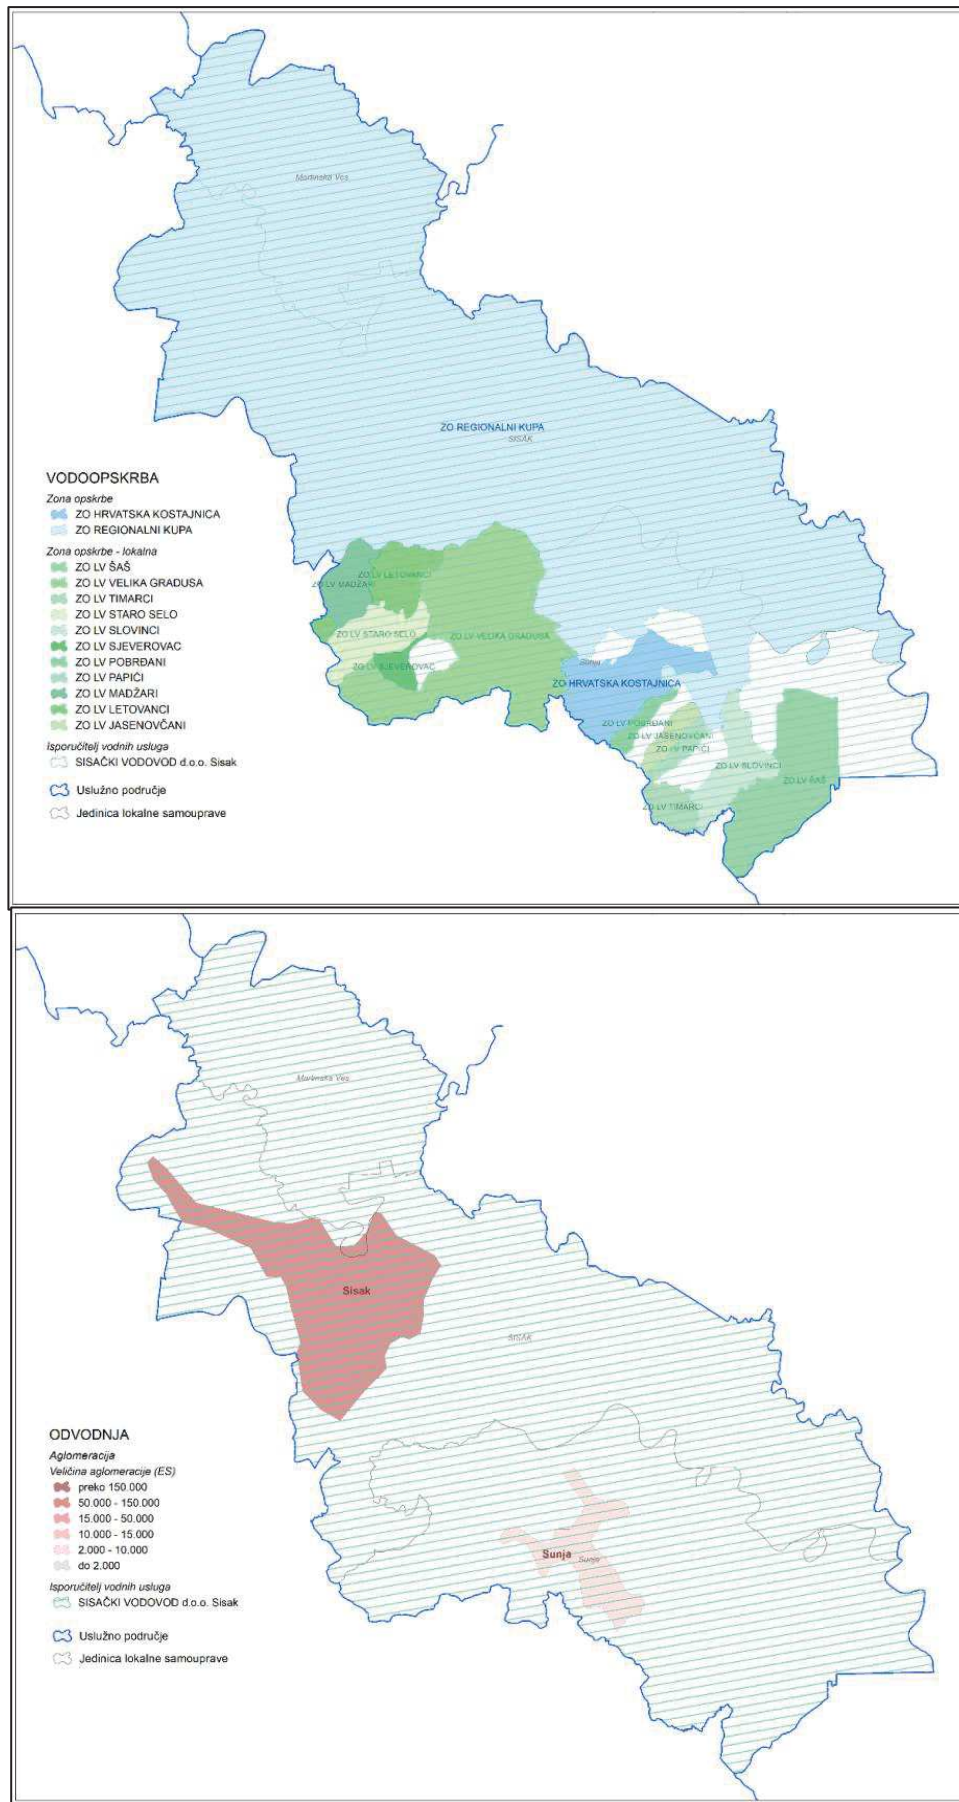 Martinska Ves
ZO REGIONALNI KUPA
SISAK
VODOOPSKRBA
Zona opskrbe
ZO HRVATSKA KOSTAJNICA
ZO REGIONALNI KUPA
Zona opskrbe - lokalna
ZO LV ŠAŠ
ZO LV VELIKA GRADUSA
ZO LV TIMARCI
ZO LV STARO SELO
ZO LV SLOVINCI
ZO LV SJEVEROVAC
ZO LV POBRĐANI
ZO LV PAPIĆI
ZO LV MADŽARI
ZO LV LETOVANCI
ZO LV JASENOVČANI
Isporučitelj vodnih usluga
SISAČKI VODOVOD d.o.o. Sisak
Uslužno područje
Jedinica lokalne samouprave
ZO LV LETOVANCI
ZO LV MADŽARI
ZO LV STARO SELO
ZO LV VELIKA GRADUSA
ZO LV SJEVEROVAC
Sunja
ZO HRVATSKA KOSTAJNICA
ZO LV POBRĐANI
ZO LV JASENOVČANI
ZO LV PAPIĆI
ZO LV SLOVINCI
ZO LV ŠAŠ
ZO LV TIMARCI
Martinska Ves
Sisak
SISAK
ODVODNJA
Aglomeracija
Veličina aglomeracije (ES)
preko 150.000
50.000 - 150.000
15.000 - 50.000
10.000 - 15.000
2.000 - 10.000
do 2.000
Isporučitelj vodnih usluga
SISAČKI VODOVOD d.o.o. Sisak
Uslužno područje
Jedinica lokalne samouprave
Sunja
Sunja